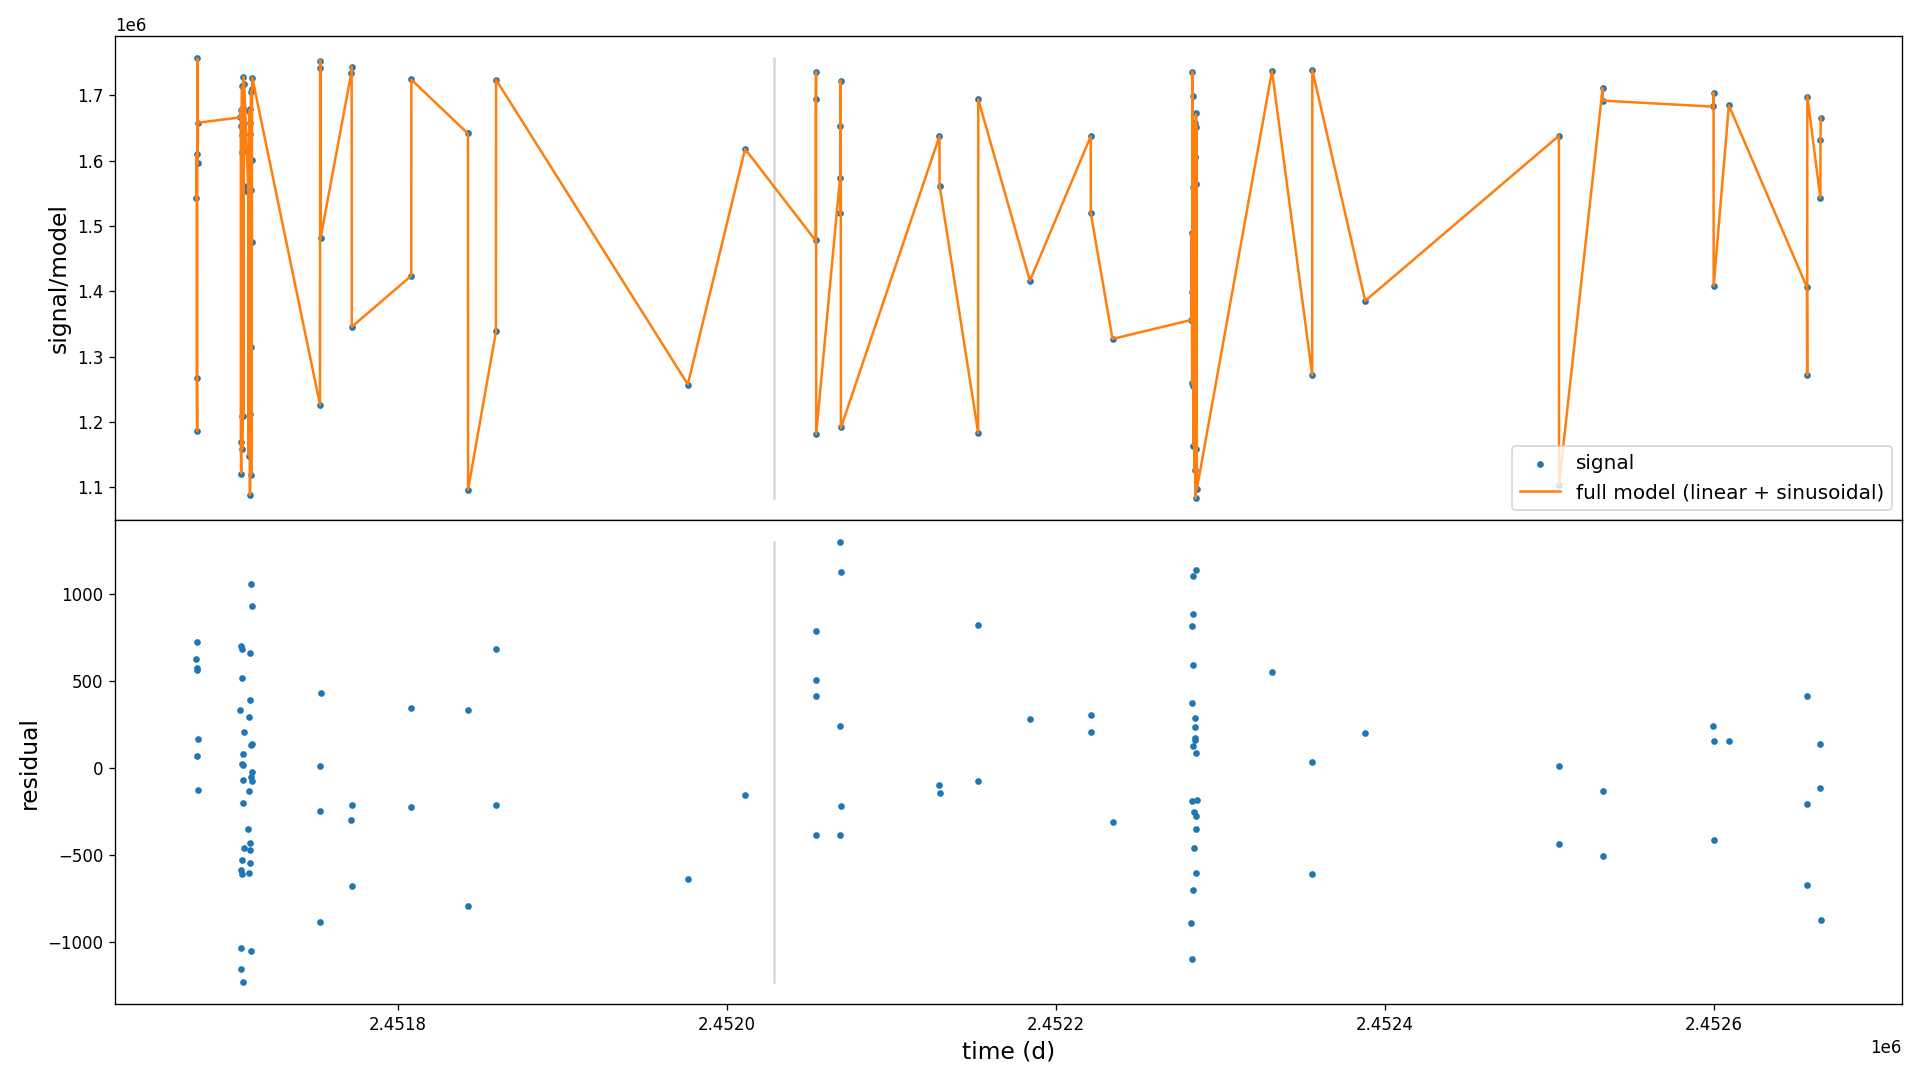 1e6
signal/model
1.7
1.6
1.5
1.4
1.3
1.2
1.1
signal
full model (linear + sinusoidal)
residual
1000
500
0
−500
−1000
2.4518
2.4520
2.4522
2.4524
2.4526
time (d)
1e6